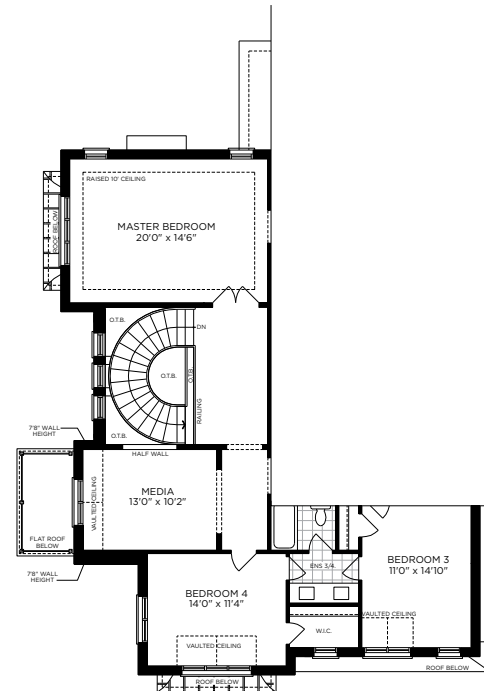 RAISED 10' CEILING
ROOF BELOW
MASTER BEDROOM
20'0" x 14'6"
O.T.B.
DN
O.T.B.
O.T.B.
RAILING
7'8" WALL
HEIGHT
O.T.B.
HALF WALL
VAULTED CEILING
MEDIA
13'0" x 10'2"
FLAT ROOF
BELOW
7'8" WALL
HEIGHT
ENS 3/4.
BEDROOM 3
11'0" x 14'10"
BEDROOM 4
14'0" x 11'4"
VAULTED CEILING
W.I.C.
VAULTED CEILING
ROOF BELOW
ROOF BELOW